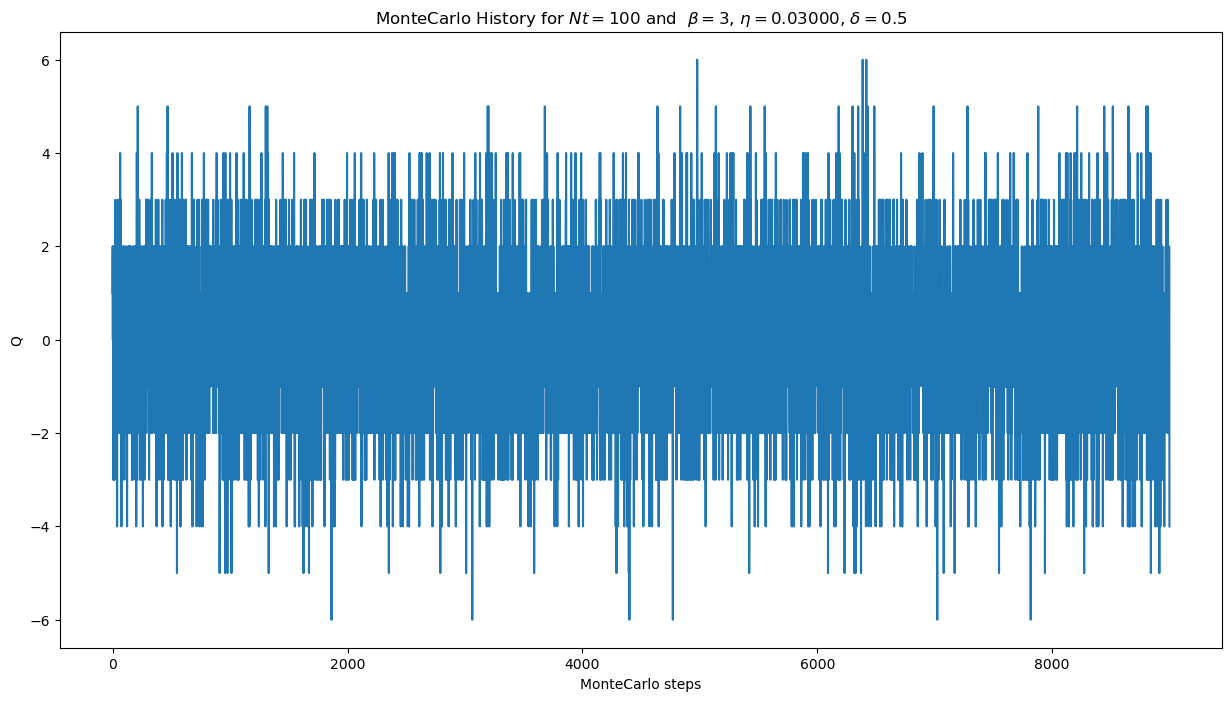 MonteCarlo History for Nt = 100 and β = 3, η = 0.03000, δ = 0.5
6
4
2
0
−2
−4
−6
Q
0 2000 4000 6000 8000
MonteCarlo steps